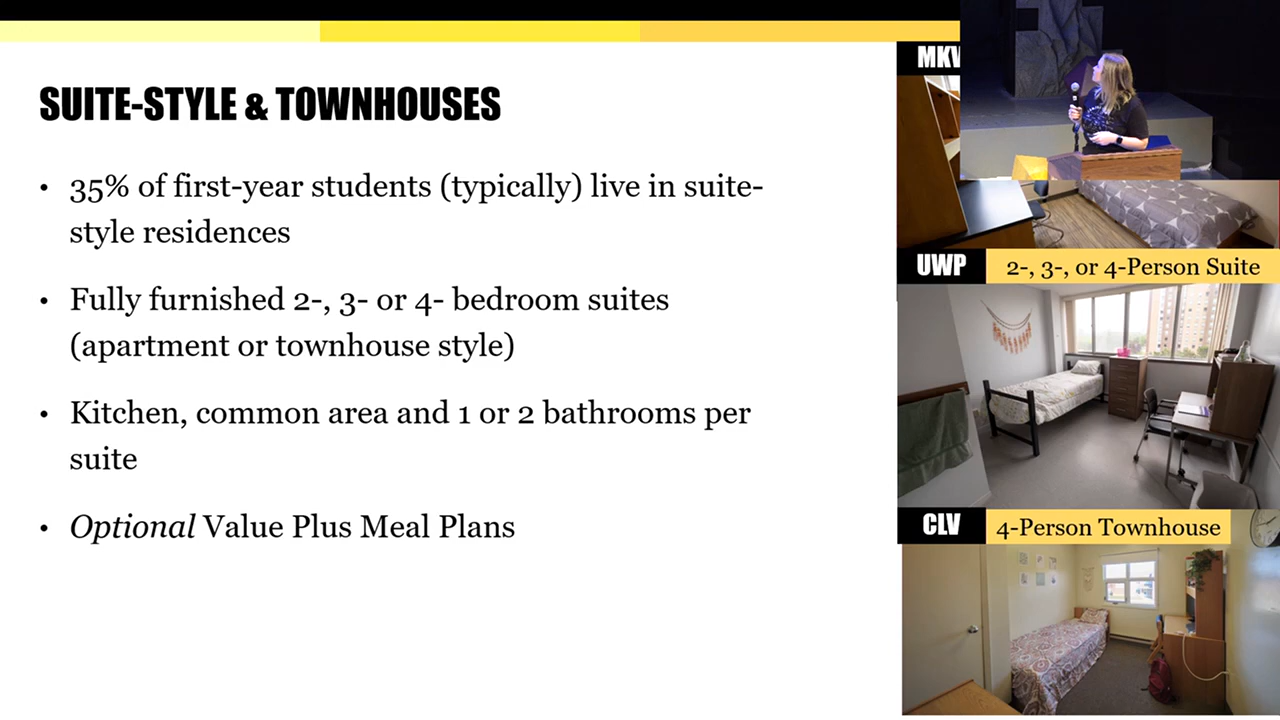 SUITE-STYLE & TOWNHOUSES
• 35% of first-year students (typically) live in suite-
style residences
• Fully furnished 2-, 3- or 4- bedroom suites
(apartment or townhouse style)
• Kitchen, common area and 1 or 2 bathrooms per
suite
• Optional Value Plus Meal Plans
UWP 2-, 3-, or 4-Person Suite
CLV 4-Person Townhouse